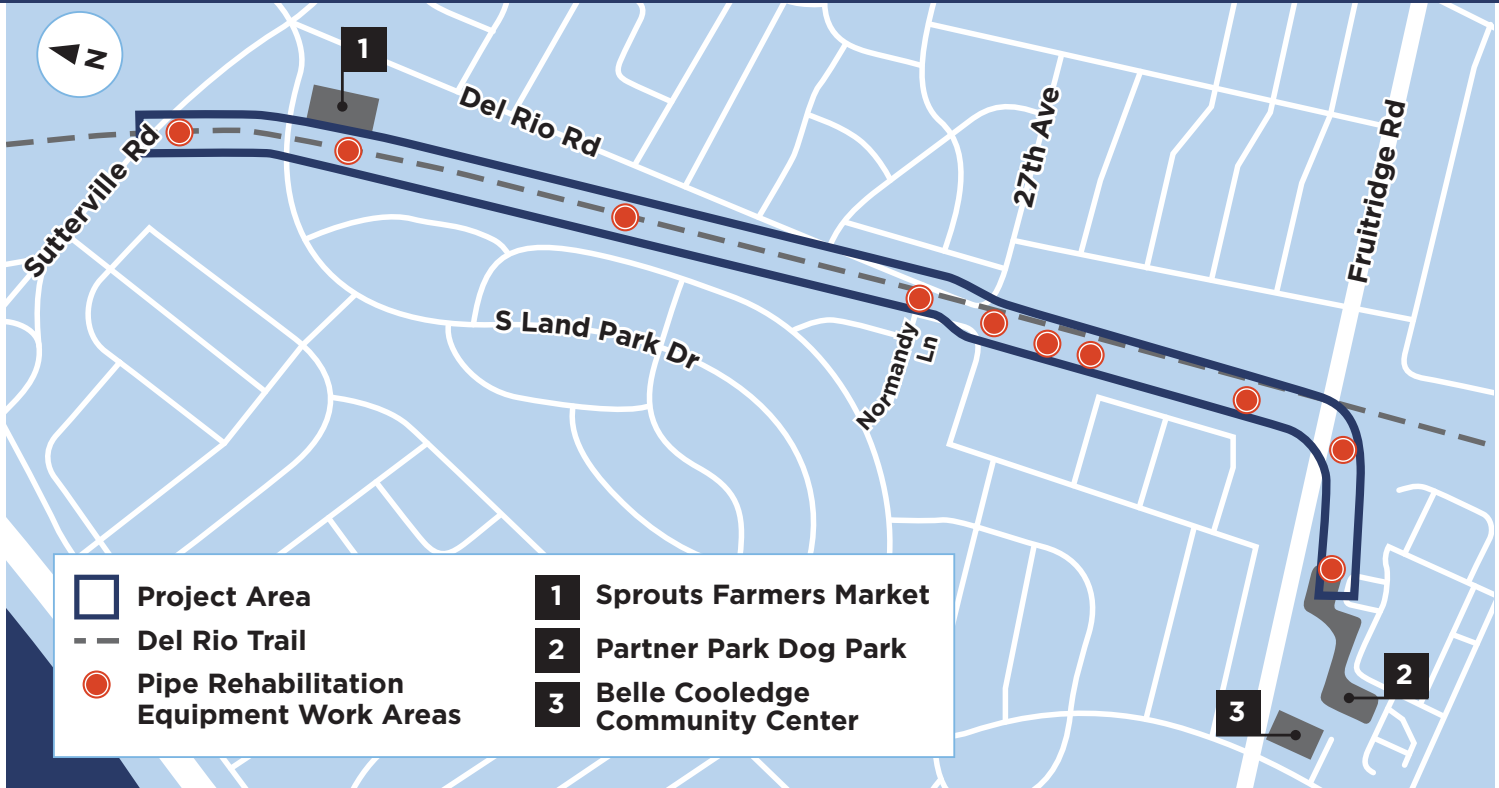 N
1
Del Rio Rd
27th Ave
Fruitridge Rd
Sutterville Rd
S Land Park Dr
Normandy
Ln
2
3
Project Area
Del Rio Trail
Pipe Rehabilitation
Equipment Work Areas
1 Sprouts Farmers Market
2 Partner Park Dog Park
3 Belle Cooledge
Community Center